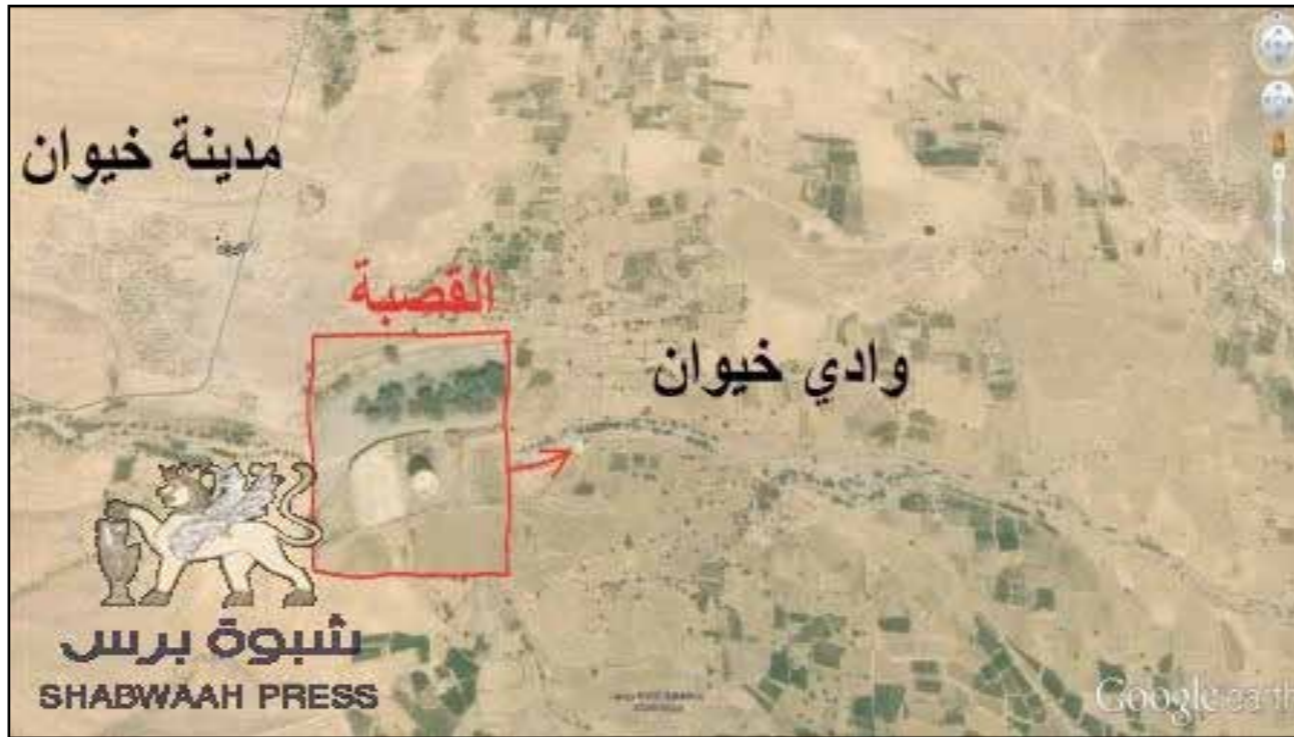 مدينة خيوان
القصبة
وادي خيوان
شبوة برس
SHABWAAH PRESS
Google earth